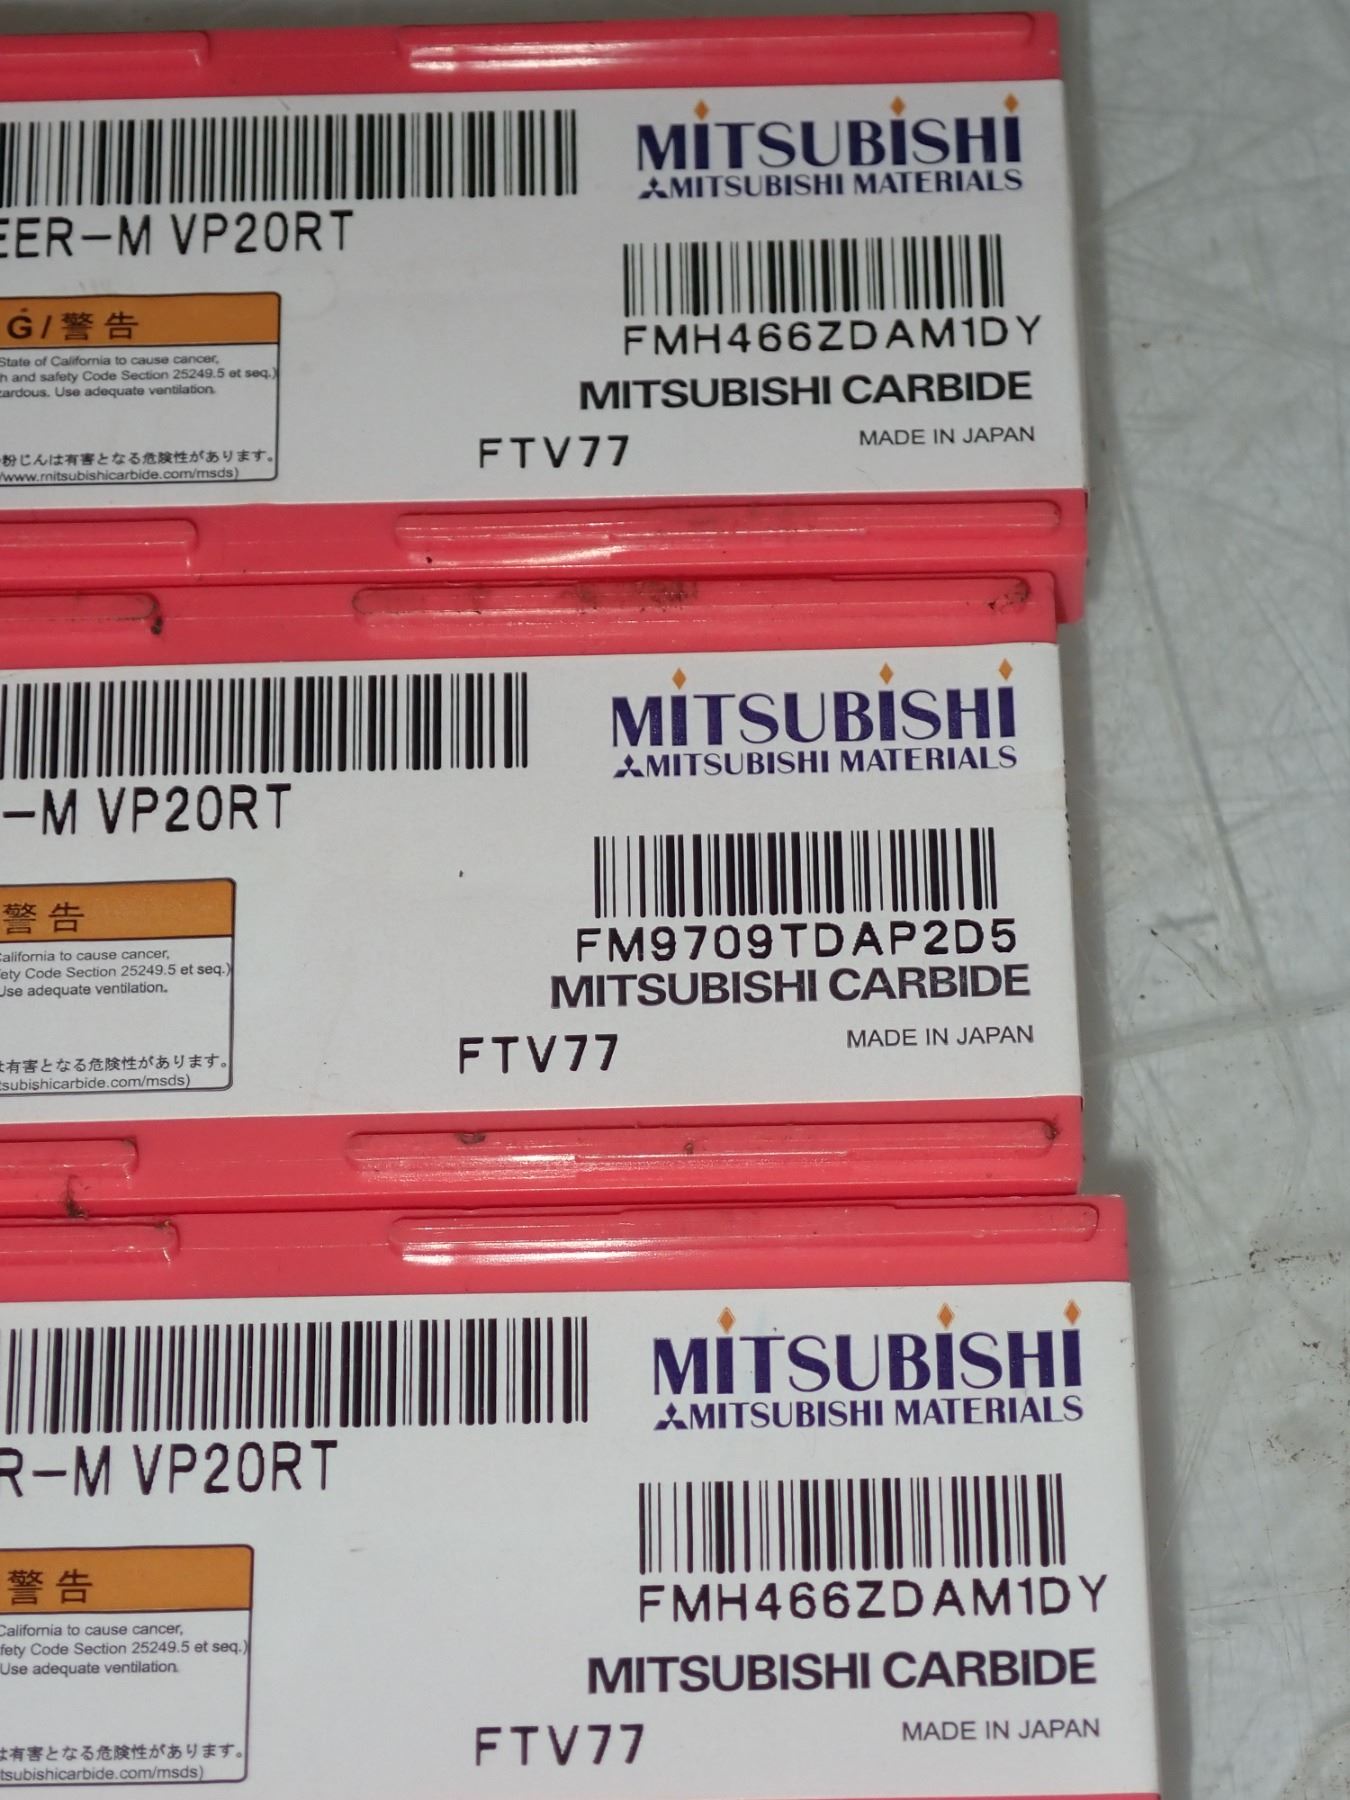 MITSUBISHI
MITSUBISHI MATERIALS
EER-M VP20RT
G/警告
State of California to cause cancer,
h and safety Code Section 25249.5 et seq.)
ardous. Use adequate ventilation.
粉じんは有害となる危険性があります。
/www.mitsubishicarbide.com/msds)
FMH466ZDAM1DY
MITSUBISHI CARBIDE
FTV77
MADE IN JAPAN
MITSUBISHI
MITSUBISHI MATERIALS
-M VP20RT
警告
California to cause cancer,
ety Code Section 25249.5 et seq.)
Use adequate ventilation.
は有害となる危険性があります。
tsubishicarbide.com/msds)
FM9709TDAP2D5
MITSUBISHI CARBIDE
FTV77
MADE IN JAPAN
MITSUBISHI
MITSUBISHI MATERIALS
R-M VP20RT
警告
California to cause cancer,
fety Code Section 25249.5 et seq.)
Use adequate ventilation.
は有害となる危険性があります。
tsubishicarbide.com/msds)
FMH466ZDAM1DY
MITSUBISHI CARBIDE
FTV77
MADE IN JAPAN